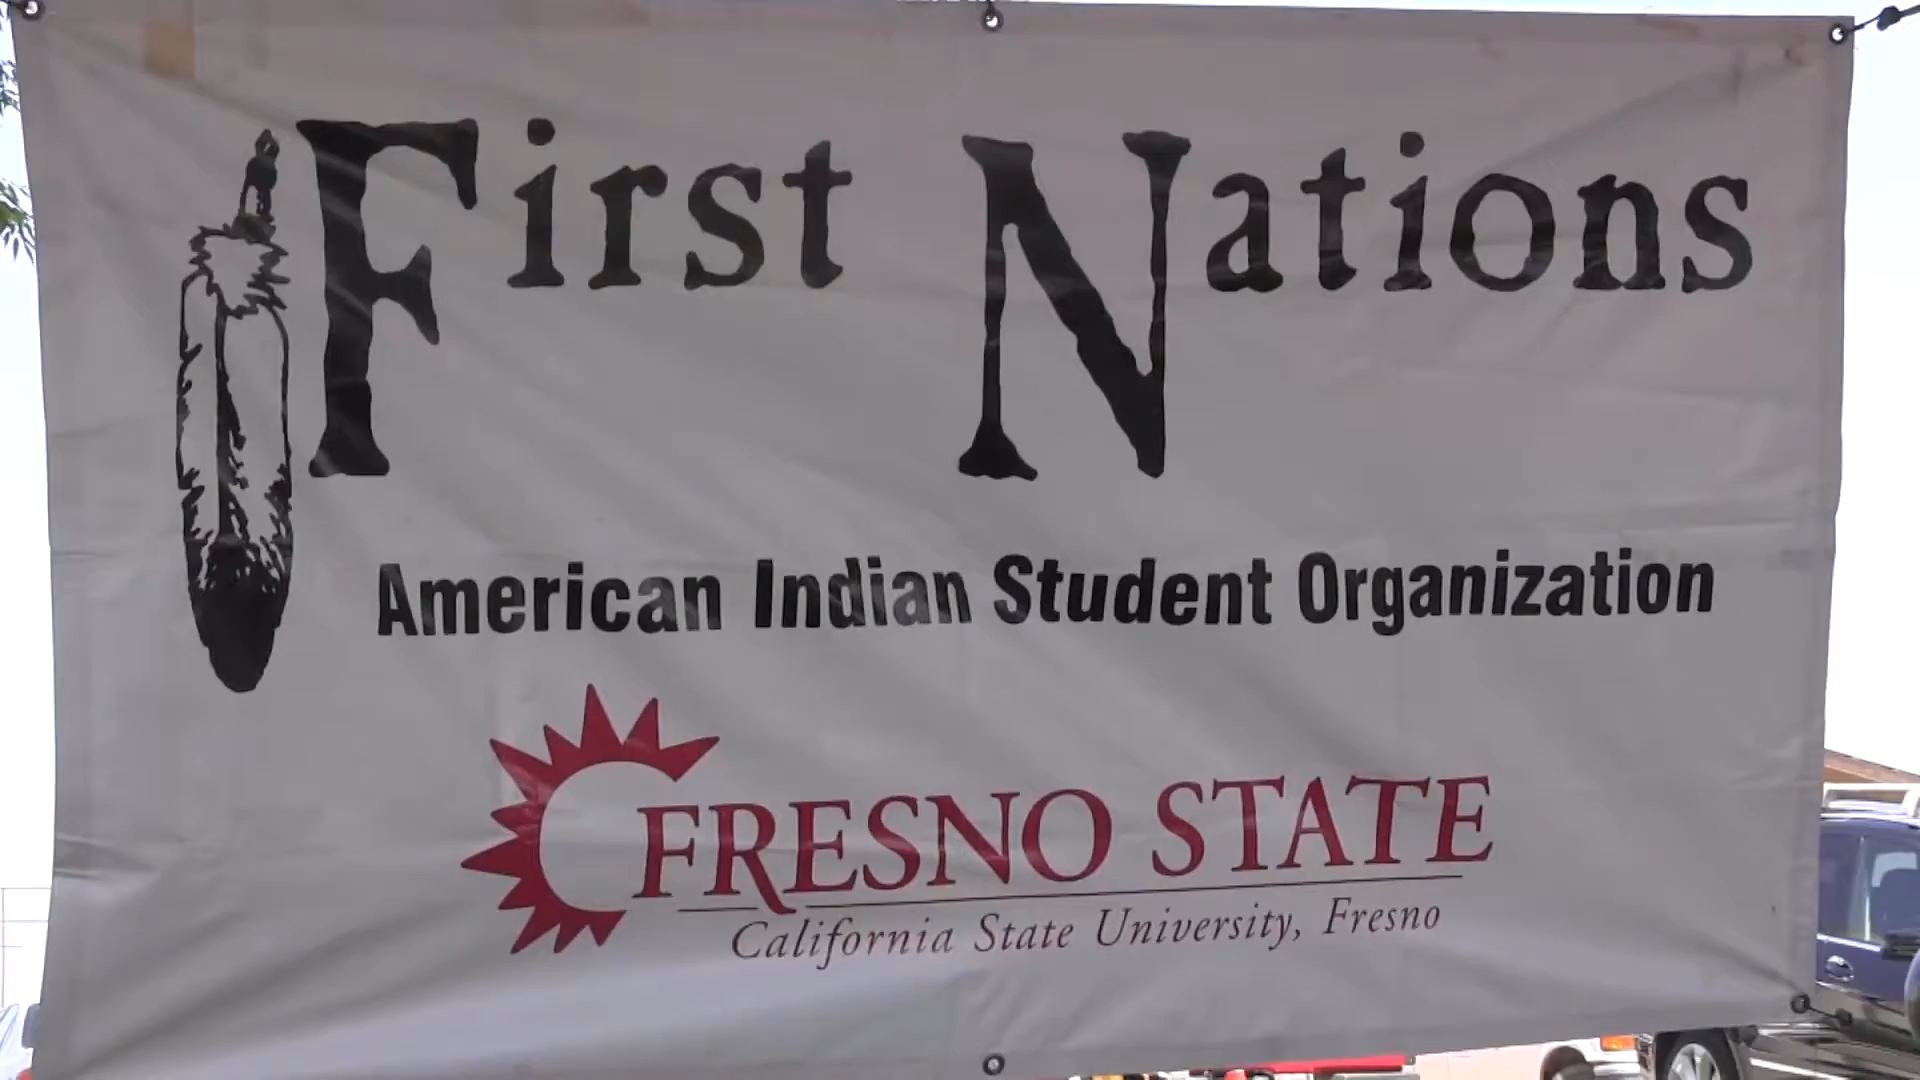 First Nations
American Indian Student Organization
FRESNO STATE
California State University, Fresno